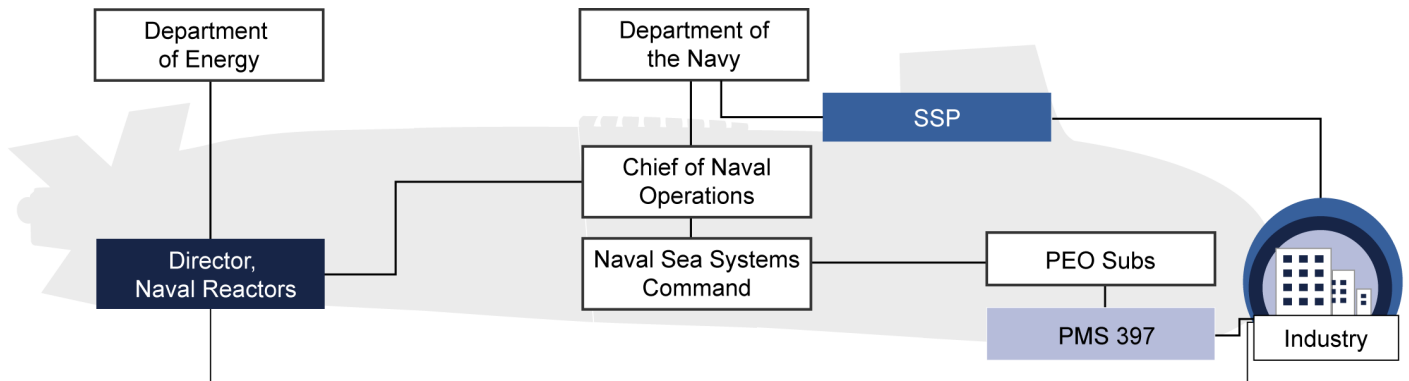 Department
of Energy
Department of
the Navy
SSP
Chief of Naval
Operations
Director,
Naval Reactors
Naval Sea Systems
Command
PEO Subs
PMS 397
Industry